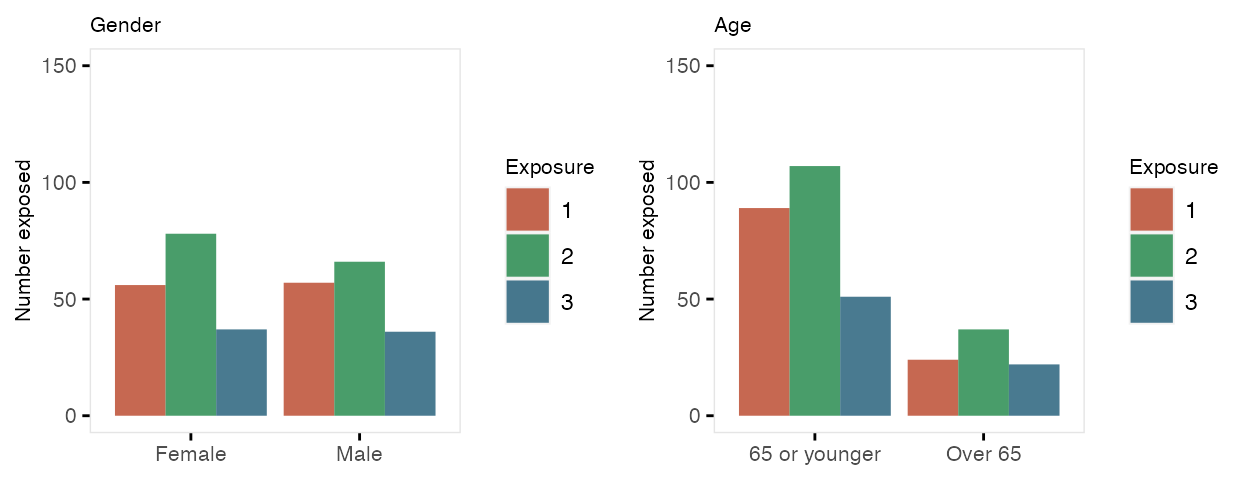 Gender
150
100
50
0
Number exposed
Female
Male
Exposure
1
2
3
Age
150
100
50
0
Number exposed
65 or younger
Over 65
Exposure
1
2
3